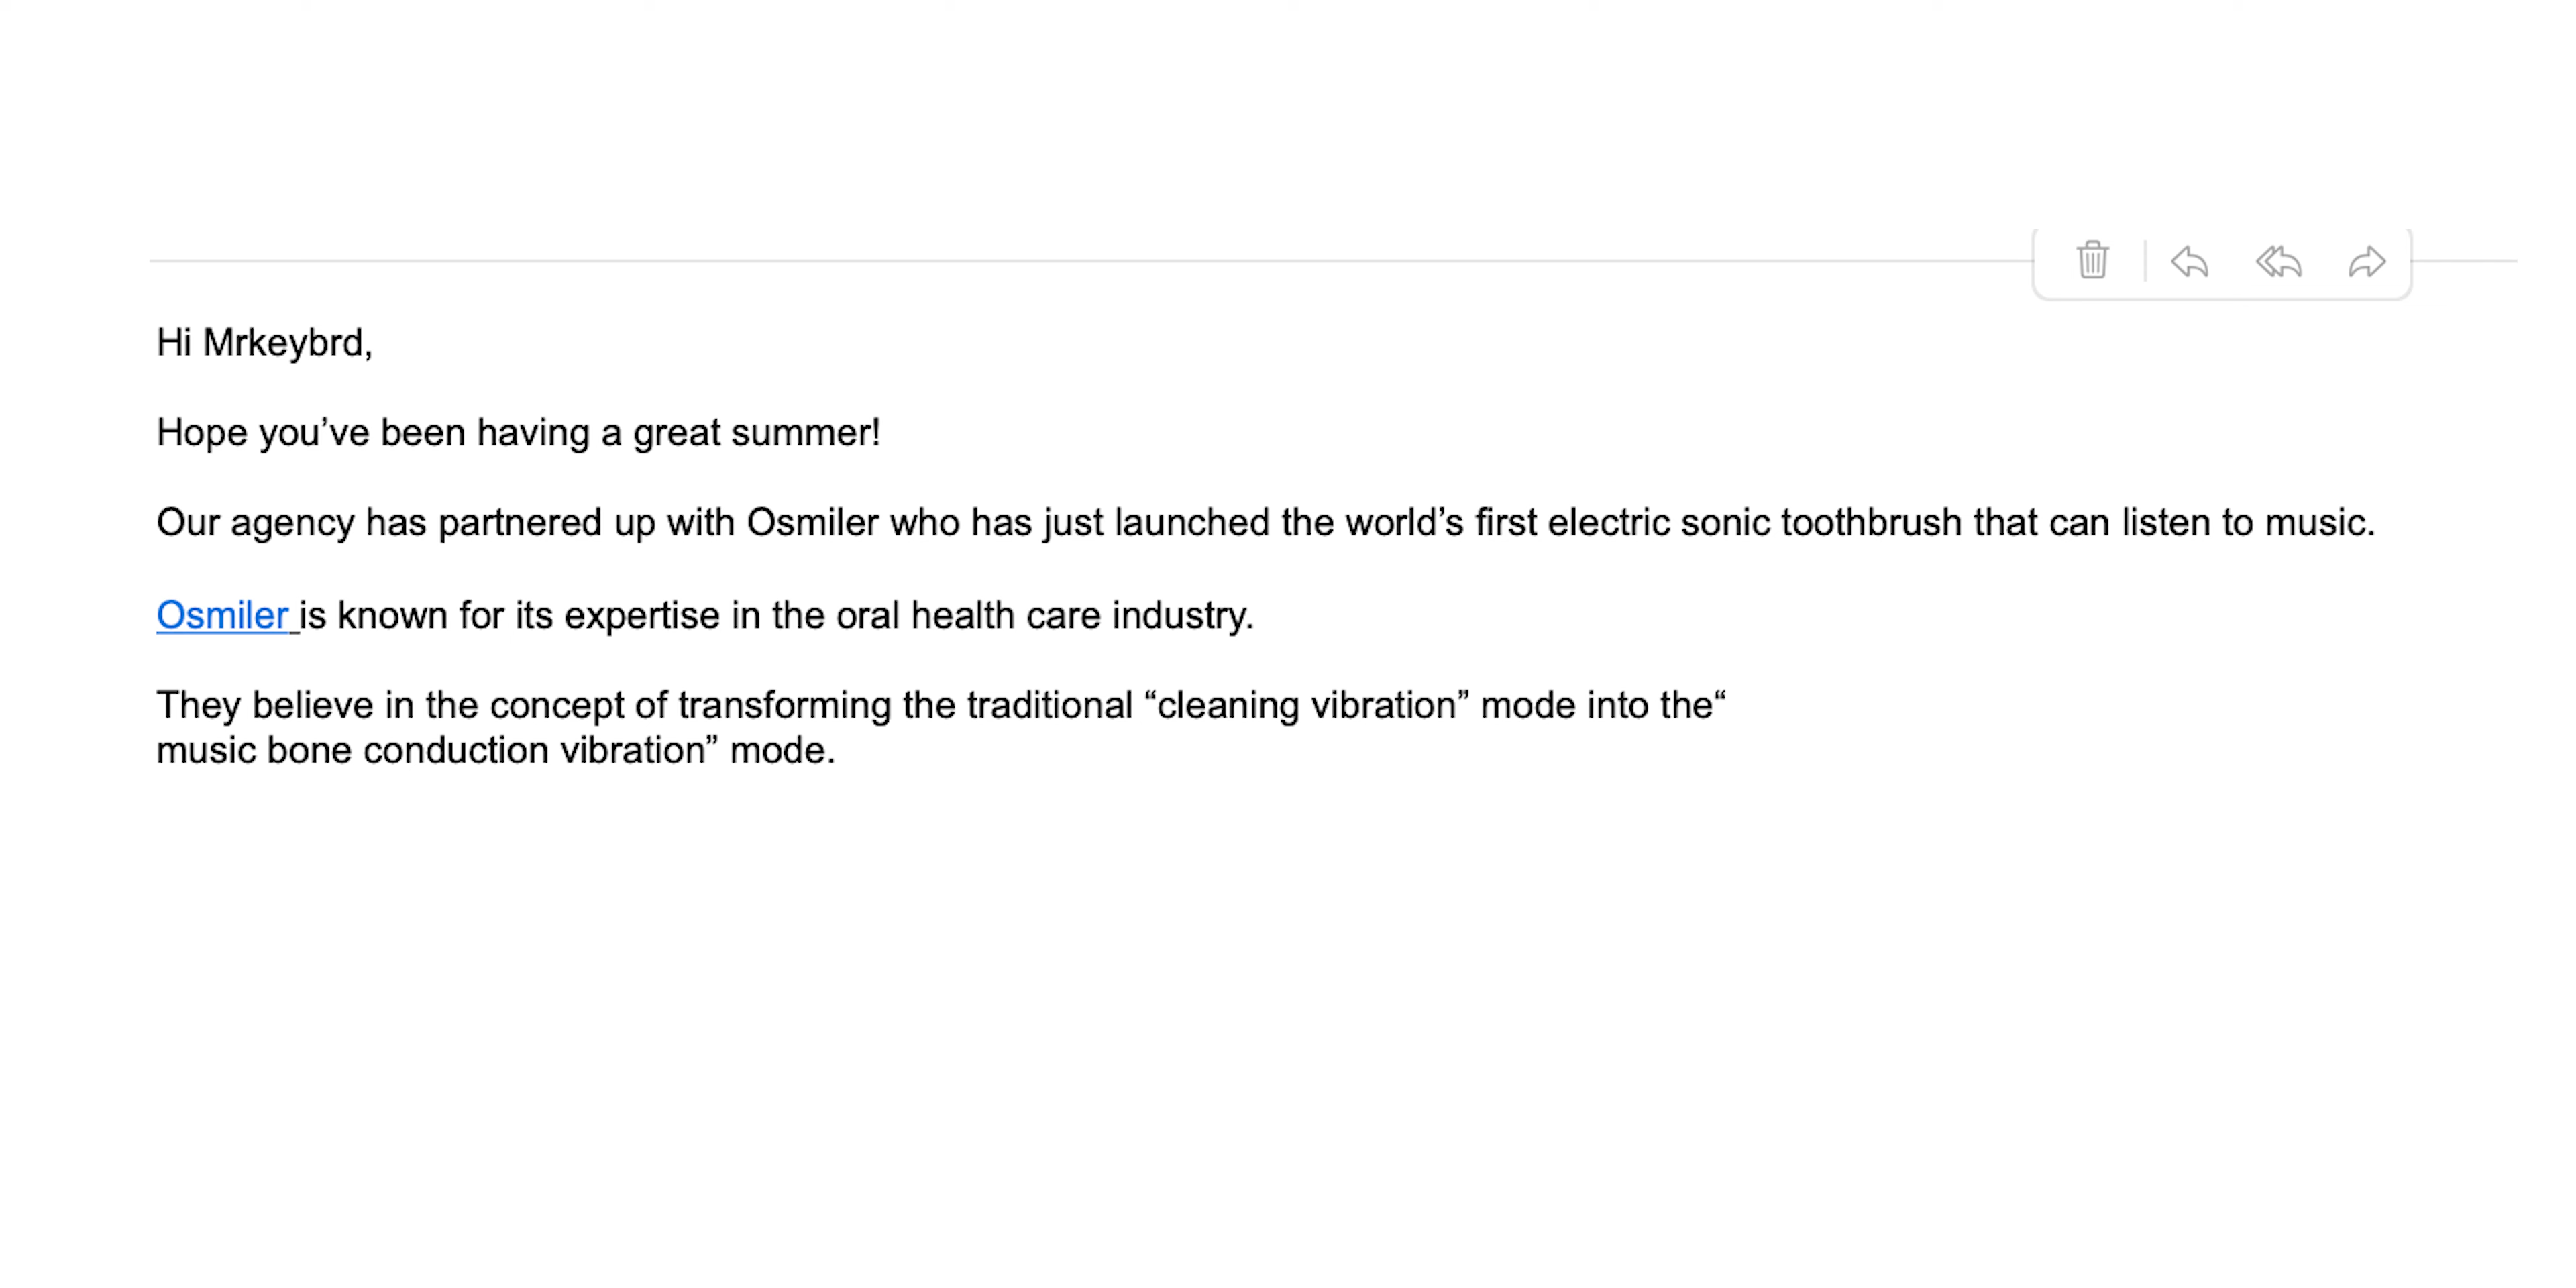 Hi Mrkeybrd,
Hope you’ve been having a great summer!
Our agency has partnered up with Osmiler who has just launched the world’s first electric sonic toothbrush that can listen to music.
Osmiler is known for its expertise in the oral health care industry.
They believe in the concept of transforming the traditional “cleaning vibration” mode into the“
music bone conduction vibration” mode.